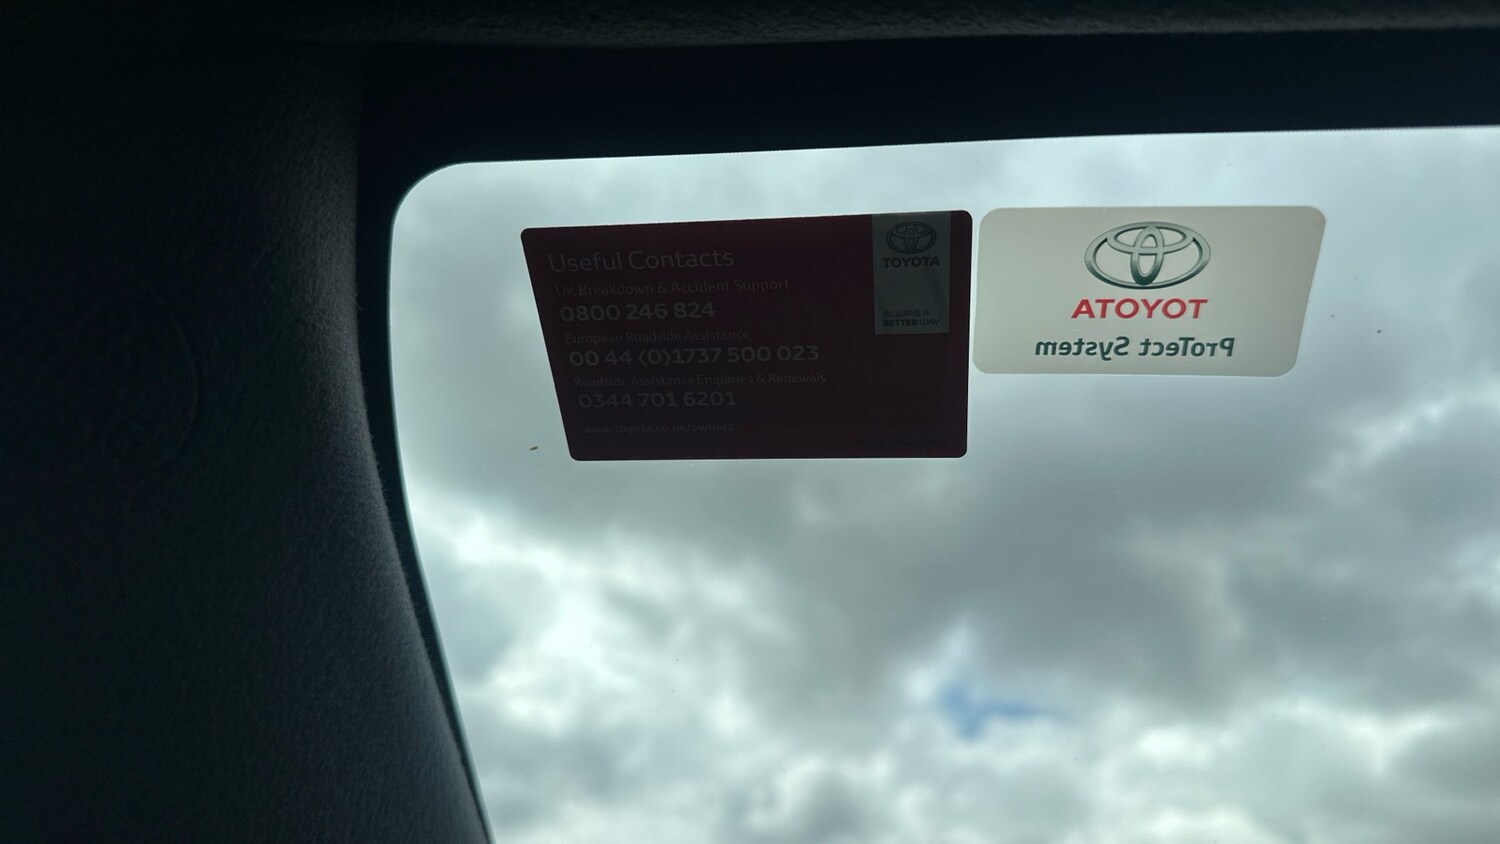 Useful Contacts
UK Breakdown & Accident Support
0800 246 824
European Roadside Assistance
00 44 (0)1737 500 023
Roadside Assistance Enquiries & Renewals
0344 701 6201
www.toyota.co.uk/owners
TOYOTA
ALWAYS A
BETTER WAY
TOYOTA
ProTect System